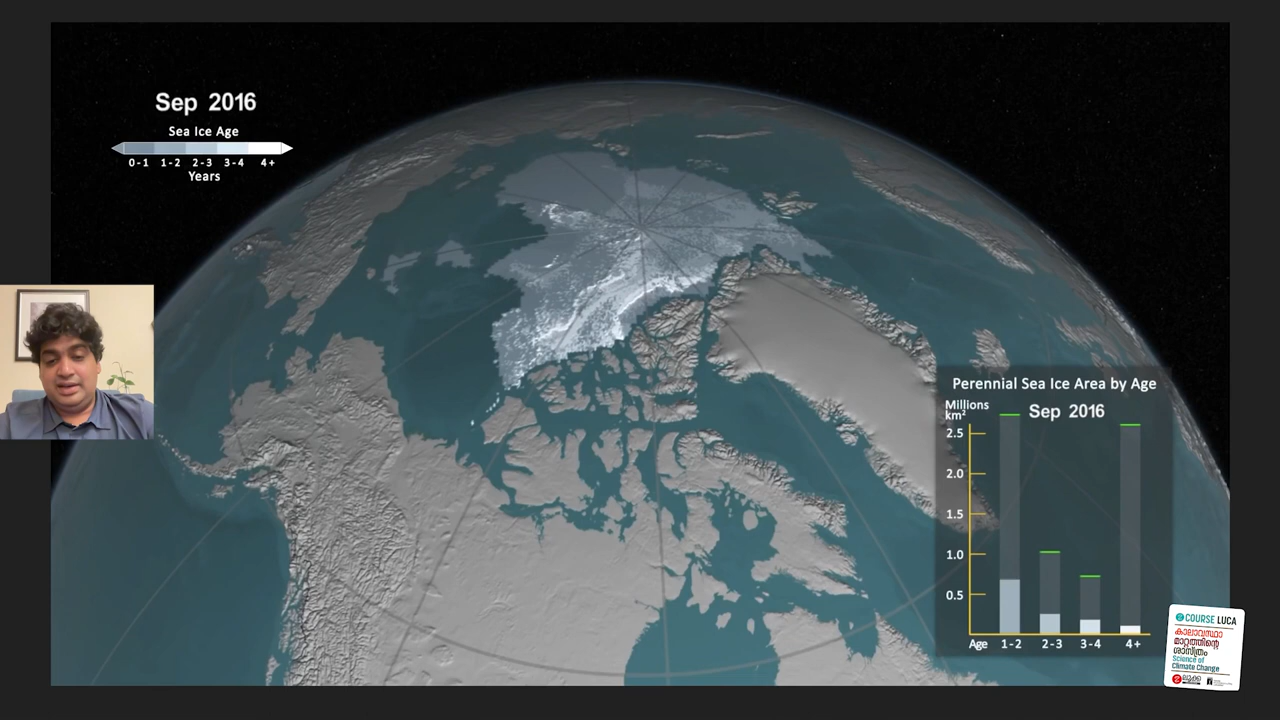 Sep 2016
Sea Ice Age
0-1 1-2 2-3 3-4 4+
Years
Perennial Sea Ice Area by Age
Millions
km²
Sep 2016
2.5
2.0
1.5
1.0
0.5
Age 1-2 2-3 3-4 4+
COURSE LUCA
കാലാവസ്ഥാ
മാറ്റത്തിന്റെ
ശാസ്ത്രം
Science of
Climate Change
ലൂക്ക